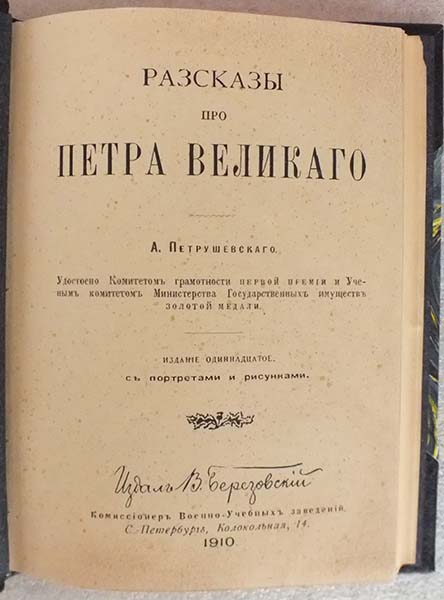 РАЗСКАЗЫ
ПРО
ПЕТРА ВЕЛИКАГО
А. ПЕТРУШЕВСКАГО.
Удостоено Комитетомъ грамотности ПЕРВОЙ ПРЕМІИ и Уче-
нымъ комитетомъ Министерства Государственныхъ имуществъ
ЗОЛОТОЙ МЕДАЛИ.
ИЗДАНІЕ ОДИННАДЦАТОЕ,
съ портретами и рисунками.
Издалъ В. Березовскій
Коммиссіонеръ Военно-Учебныхъ заведеній.
С.-Петербургъ, Колокольная, 14.
1910.